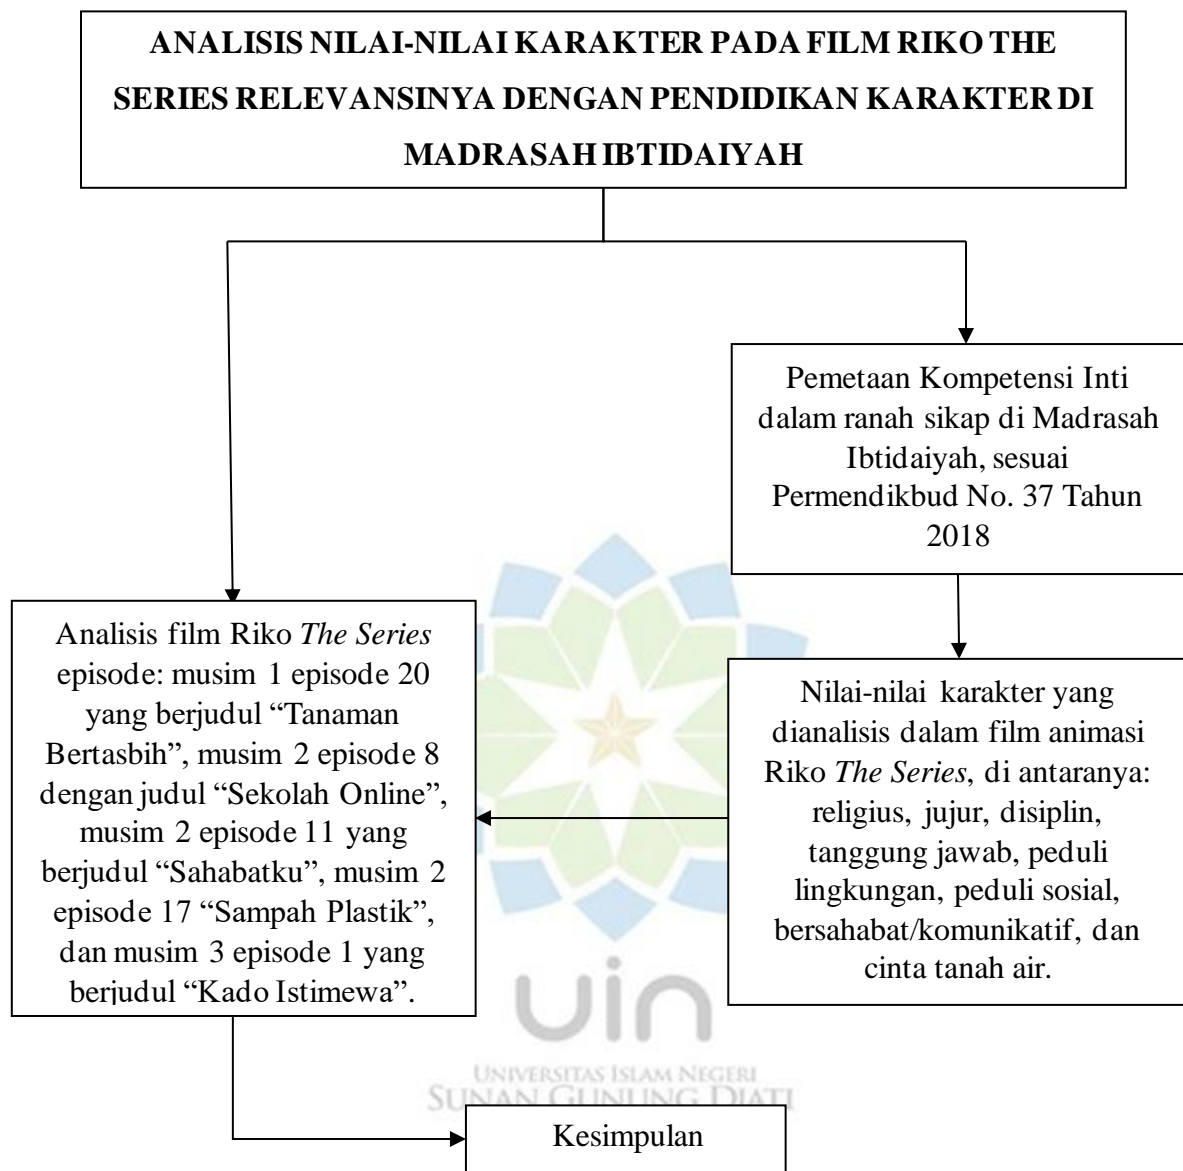 ANALISIS NILAI-NILAI KARAKTER PADA FILM RIKO THE
SERIES RELEVANSINYA DENGAN PENDIDIKAN KARAKTER DI
MADRASAH IBTIDAIYAH
Pemetaan Kompetensi Inti
dalam ranah sikap di Madrasah
Ibtidaiyah, sesuai
Permendikbud No. 37 Tahun
2018
Analisis film Riko The Series
episode: musim 1 episode 20
yang berjudul “Tanaman
Bertasbih”, musim 2 episode 8
dengan judul “Sekolah Online”,
musim 2 episode 11 yang
berjudul “Sahabatku”, musim 2
episode 17 “Sampah Plastik”,
dan musim 3 episode 1 yang
berjudul “Kado Istimewa”.
Nilai-nilai karakter yang
dianalisis dalam film animasi
Riko The Series, di antaranya:
religius, jujur, disiplin,
tanggung jawab, peduli
lingkungan, peduli sosial,
bersahabat/komunikatif, dan
cinta tanah air.
uin
UNIVERSITAS ISLAM NEGERI
SUNAN GUNUNG DJATI
Kesimpulan